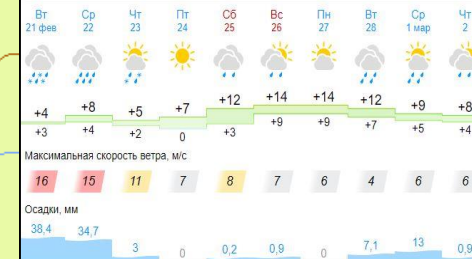 Вт Ср Чт Пт Сб Вс Пн Вт Ср Чт
21 фев 22 23 24 25 26 27 28 1 мар 2
+4 +8 +5 +7 +12 +14 +14 +12 +9 +8
+3 +4 +2 0 +3 +9 +9 +7 +5 +4
Максимальная скорость ветра, м/с
16 15 11 7 8 7 6 4 6 6
Осадки, мм
38,4 34,7 3 0 0,2 0,9 0 7,1 13 0,9